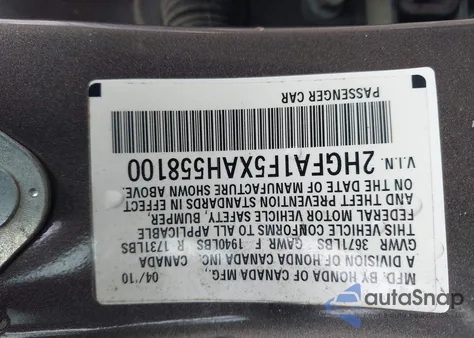 MFD. BY HONDA OF CANADA MFG.,
04/'10
A DIVISION OF HONDA CANADA INC. CANADA
GVWR 3671LBS GAWR F 1940LBS R 1731LBS
THIS VEHICLE CONFORMS TO ALL APPLICABLE
FEDERAL MOTOR VEHICLE SAFETY, BUMPER,
AND THEFT PREVENTION STANDARDS IN EFFECT
ON THE DATE OF MANUFACTURE SHOWN ABOVE.
V.I.N. 2HGFA1F5XAH558100
PASSENGER CAR
autoSnap